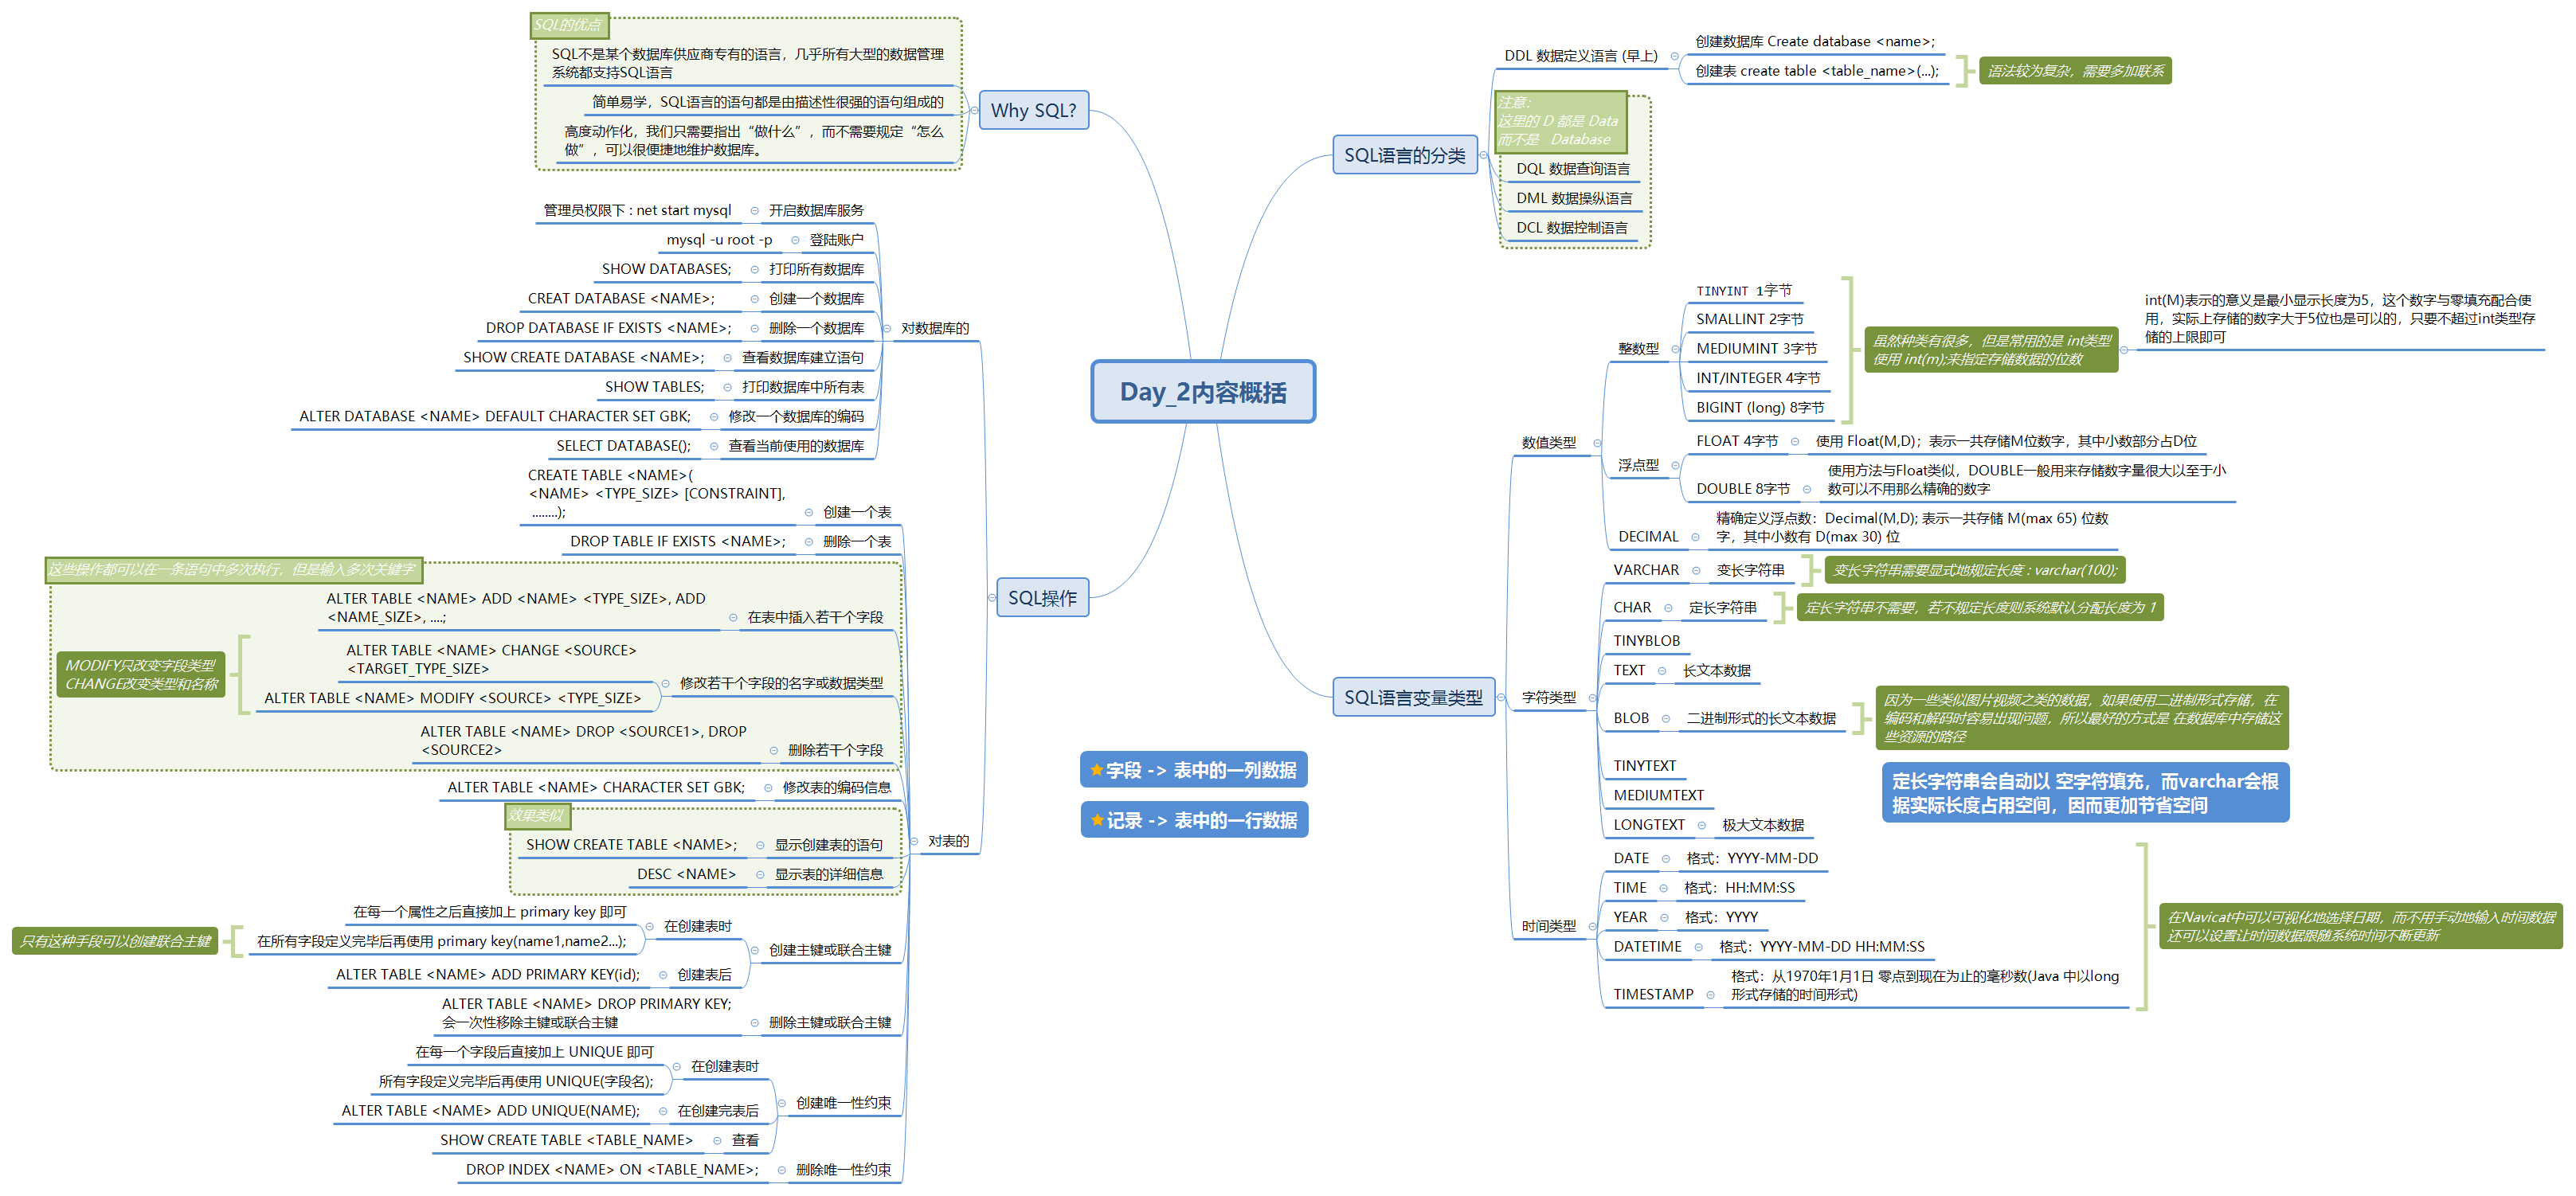 Day_2内容概括
Why SQL?
SQL的优点
SQL不是某个数据库供应商专有的语言，几乎所有大型的数据管理
系统都支持SQL语言
简单易学，SQL语言的语句都是由描述性很强的语句组成的
高度动作化，我们只需要指出“做什么”，而不需要规定“怎么
做”，可以很便捷地维护数据库。
SQL操作
对数据库的
开启数据库服务
管理员权限下 : net start mysql
登陆账户
mysql -u root -p
打印所有数据库
SHOW DATABASES;
创建一个数据库
CREAT DATABASE <NAME>;
删除一个数据库
DROP DATABASE IF EXISTS <NAME>;
查看数据库建立语句
SHOW CREATE DATABASE <NAME>;
打印数据库中所有表
SHOW TABLES;
修改一个数据库的编码
ALTER DATABASE <NAME> DEFAULT CHARACTER SET GBK;
查看当前使用的数据库
SELECT DATABASE();
对表的
创建一个表
CREATE TABLE <NAME>(
<NAME> <TYPE_SIZE> [CONSTRAINT],
........);
删除一个表
DROP TABLE IF EXISTS <NAME>;
这些操作都可以在一条语句中多次执行，但是输入多次关键字
在表中插入若干个字段
ALTER TABLE <NAME> ADD <NAME> <TYPE_SIZE>, ADD
<NAME_SIZE>, ....;
修改若干个字段的名字或数据类型
ALTER TABLE <NAME> CHANGE <SOURCE>
<TARGET_TYPE_SIZE>
ALTER TABLE <NAME> MODIFY <SOURCE> <TYPE_SIZE>
MODIFY只改变字段类型
CHANGE改变类型和名称
删除若干个字段
ALTER TABLE <NAME> DROP <SOURCE1>, DROP
<SOURCE2>
修改表的编码信息
ALTER TABLE <NAME> CHARACTER SET GBK;
效果类似
显示创建表的语句
SHOW CREATE TABLE <NAME>;
显示表的详细信息
DESC <NAME>
创建主键或联合主键
在创建表时
在每一个属性之后直接加上 primary key 即可
在所有字段定义完毕后再使用 primary key(name1,name2...);
只有这种手段可以创建联合主键
创建表后
ALTER TABLE <NAME> ADD PRIMARY KEY(id);
删除主键或联合主键
ALTER TABLE <NAME> DROP PRIMARY KEY;
会一次性移除主键或联合主键
创建唯一性约束
在创建表时
在每一个字段后直接加上 UNIQUE 即可
所有字段定义完毕后再使用 UNIQUE(字段名);
在创建完表后
ALTER TABLE <NAME> ADD UNIQUE(NAME);
查看
SHOW CREATE TABLE <TABLE_NAME>
删除唯一性约束
DROP INDEX <NAME> ON <TABLE_NAME>;
SQL语言的分类
DDL 数据定义语言 (早上)
创建数据库 Create database <name>;
创建表 create table <table_name>(...);
语法较为复杂，需要多加联系
注意：
这里的 D 都是 Data
而不是 Database
DQL 数据查询语言
DML 数据操纵语言
DCL 数据控制语言
SQL语言变量类型
数值类型
整数型
TINYINT 1字节
SMALLINT 2字节
MEDIUMINT 3字节
INT/INTEGER 4字节
BIGINT (long) 8字节
虽然种类有很多，但是常用的是 int类型
使用 int(m);来指定存储数据的位数
int(M)表示的意义是最小显示长度为5，这个数字与零填充配合使
用，实际上存储的数字大于5位也是可以的，只要不超过int类型存
储的上限即可
浮点型
FLOAT 4字节
使用 Float(M,D)；表示一共存储M位数字，其中小数部分占D位
DOUBLE 8字节
使用方法与Float类似，DOUBLE一般用来存储数字量很大以至于小
数可以不用那么精确的数字
DECIMAL
精确定义浮点数：Decimal(M,D); 表示一共存储 M(max 65) 位数
字，其中小数有 D(max 30) 位
字符类型
VARCHAR
变长字符串
变长字符串需要显式地规定长度 : varchar(100);
CHAR
定长字符串
定长字符串不需要，若不规定长度则系统默认分配长度为 1
TINYBLOB
TEXT
长文本数据
BLOB
二进制形式的长文本数据
因为一些类似图片视频之类的数据，如果使用二进制形式存储，在
编码和解码时容易出现问题，所以最好的方式是 在数据库中存储这
些资源的路径
TINYTEXT
MEDIUMTEXT
LONGTEXT
极大文本数据
定长字符串会自动以 空字符填充，而varchar会根
据实际长度占用空间，因而更加节省空间
时间类型
DATE
格式：YYYY-MM-DD
TIME
格式：HH:MM:SS
YEAR
格式：YYYY
DATETIME
格式：YYYY-MM-DD HH:MM:SS
TIMESTAMP
格式：从1970年1月1日 零点到现在为止的毫秒数(Java 中以long
形式存储的时间形式)
在Navicat中可以可视化地选择日期，而不用手动地输入时间数据
还可以设置让时间数据跟随系统时间不断更新
字段 -> 表中的一列数据
记录 -> 表中的一行数据